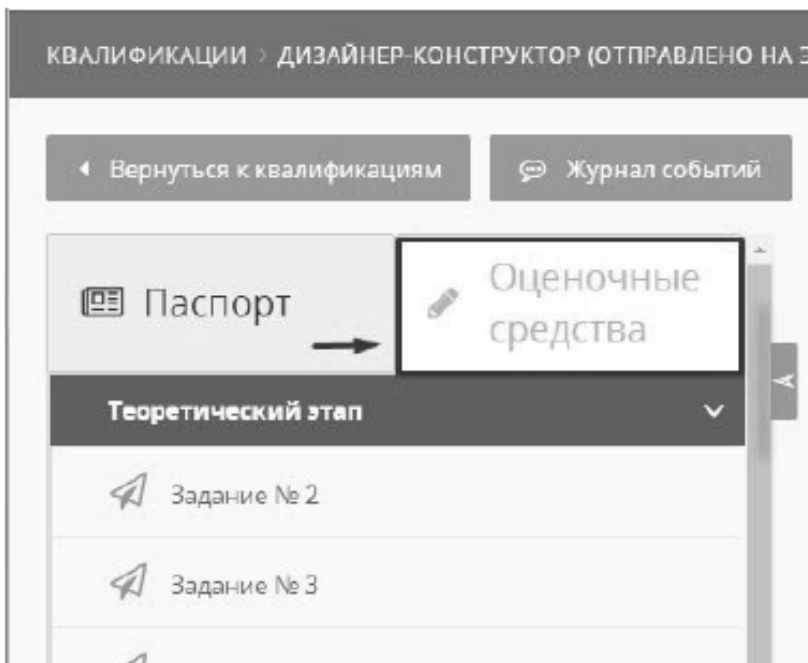 КВАЛИФИКАЦИИ > ДИЗАЙНЕР-КОНСТРУКТОР (ОТПРАВЛЕНО НА
Вернуться к квалификациям
Журнал событий
Паспорт
Оценочные
средства
Теоретический этап
Задание № 2
Задание № 3